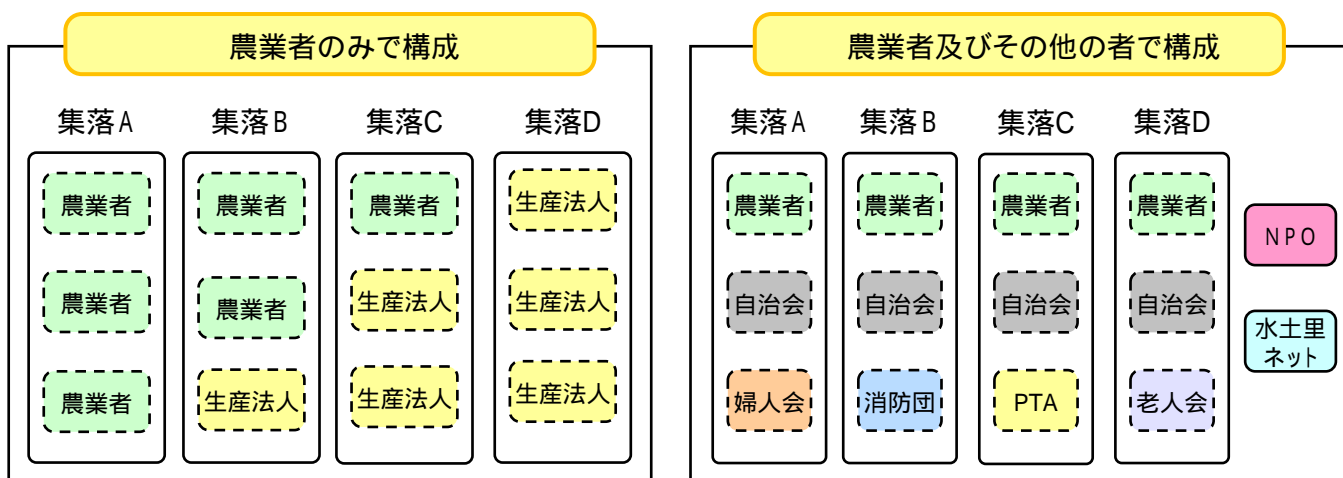 農業者のみで構成
集落A 集落B 集落C 集落D
農業者 農業者 農業者 生産法人
農業者 農業者 生産法人 生産法人
農業者 生産法人 生産法人 生産法人
農業者及びその他の者で構成
集落A 集落B 集落C 集落D
農業者 農業者 農業者 農業者
自治会 自治会 自治会 自治会
婦人会 消防団 PTA 老人会
NPO
水土里
ネット